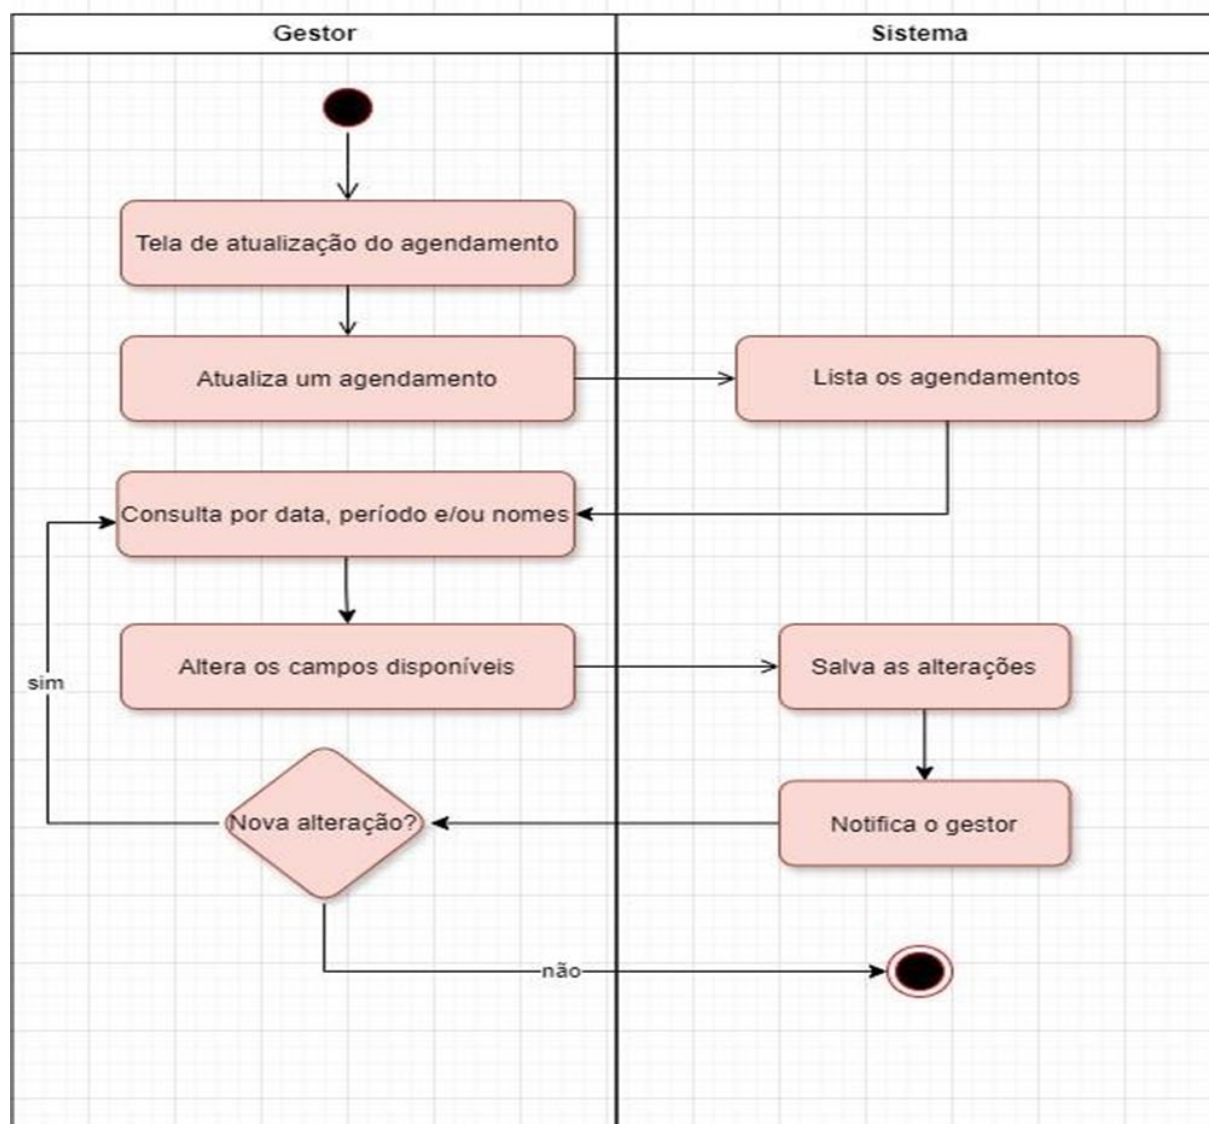 Gestor
Sistema
Tela de atualização do agendamento
Atualiza um agendamento
Lista os agendamentos
Consulta por data, período e/ou nomes
Altera os campos disponíveis
Salva as alterações
sim
Nova alteração?
Notifica o gestor
não